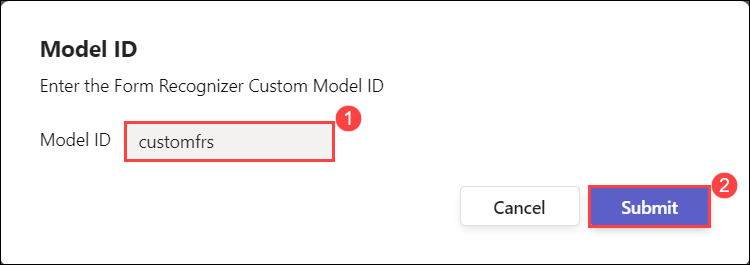 Model ID
Enter the Form Recognizer Custom Model ID
1
Model ID customfrs
2
Cancel Submit